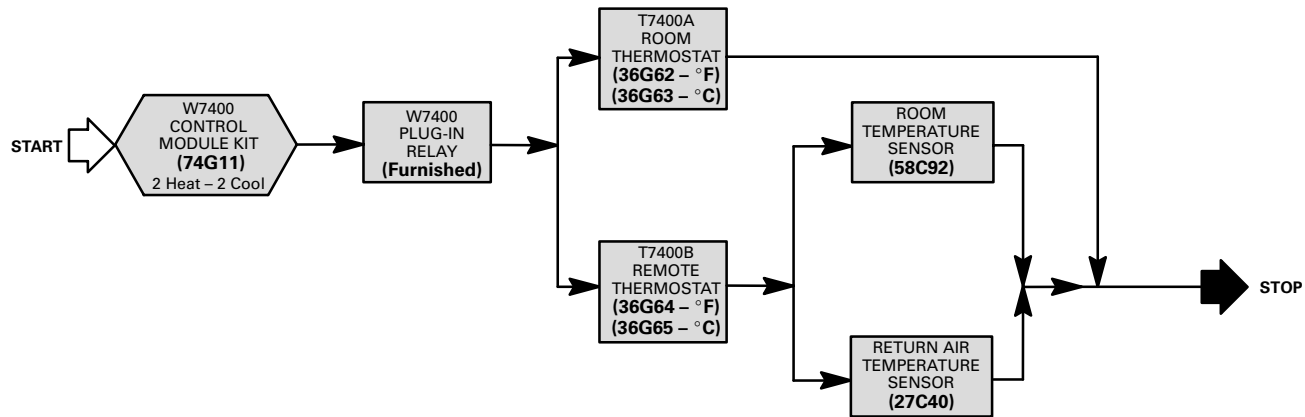 START
W7400
CONTROL
MODULE KIT
(74G11)
2 Heat – 2 Cool
W7400
PLUG-IN
RELAY
(Furnished)
T7400A
ROOM
THERMOSTAT
(36G62 – °F)
(36G63 – °C)
T7400B
REMOTE
THERMOSTAT
(36G64 – °F)
(36G65 – °C)
ROOM
TEMPERATURE
SENSOR
(58C92)
RETURN AIR
TEMPERATURE
SENSOR
(27C40)
STOP